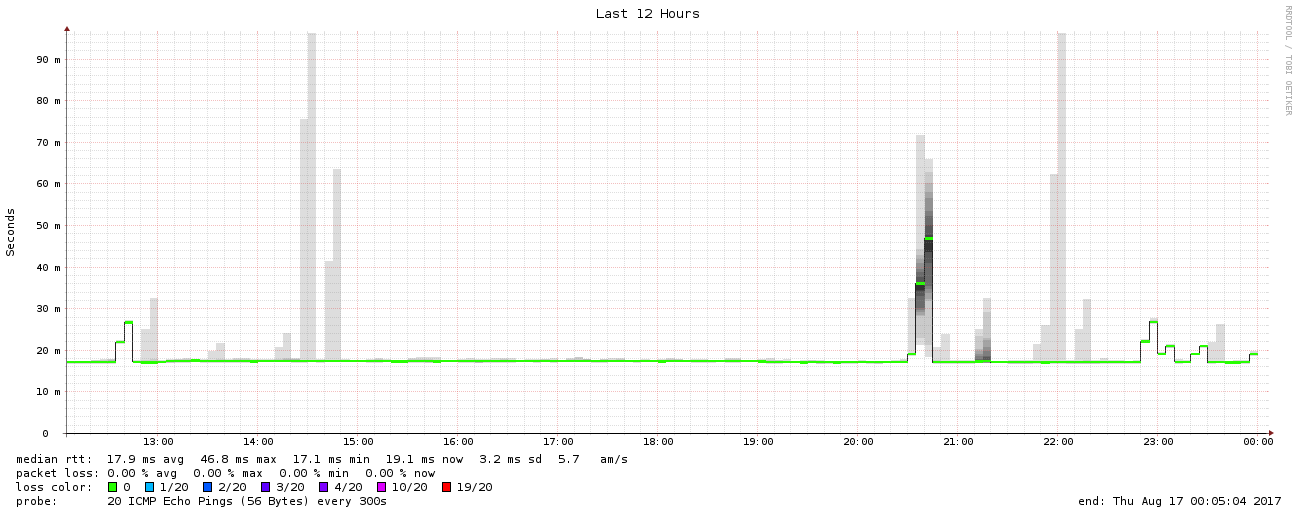 Last 12 Hours
RRDTOOL / TOBI OETIKER
Seconds
90 m
80 m
70 m
60 m
50 m
40 m
30 m
20 m
10 m
0
13:00 14:00 15:00 16:00 17:00 18:00 19:00 20:00 21:00 22:00 23:00 00:00
median rtt: 17.9 ms avg 46.8 ms max 17.1 ms min 19.1 ms now 3.2 ms sd 5.7 am/s
packet loss: 0.00 % avg 0.00 % max 0.00 % min 0.00 % now
loss color: 0 1/20 2/20 3/20 4/20 10/20 19/20
probe: 20 ICMP Echo Pings (56 Bytes) every 300s end: Thu Aug 17 00:05:04 2017